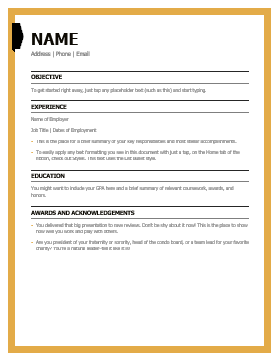 NAME
Address | Phone | Email
OBJECTIVE
To get started right away, just tap any placeholder text (such as this) and start typing.
EXPERIENCE
Name of Employer
Job Title | Dates of Employment
- This is the place for a brief summary of your key responsibilities and most stellar accomplishments.
- To easily apply any text formatting you see in this document with just a tap, on the Home tab of the
ribbon, check out Styles. This text uses the List Bullet style.
EDUCATION
You might want to include your GPA here and a brief summary of relevant coursework, awards, and
honors.
AWARDS AND ACKNOWLEDGEMENTS
- You delivered that big presentation to rave reviews. Don't be shy about it now! This is the place to show
how well you work and play with others.
- Are you president of your fraternity or sorority, head of the condo board, or a team lead for your favorite
charity? You're a natural leader-tell it like it is!